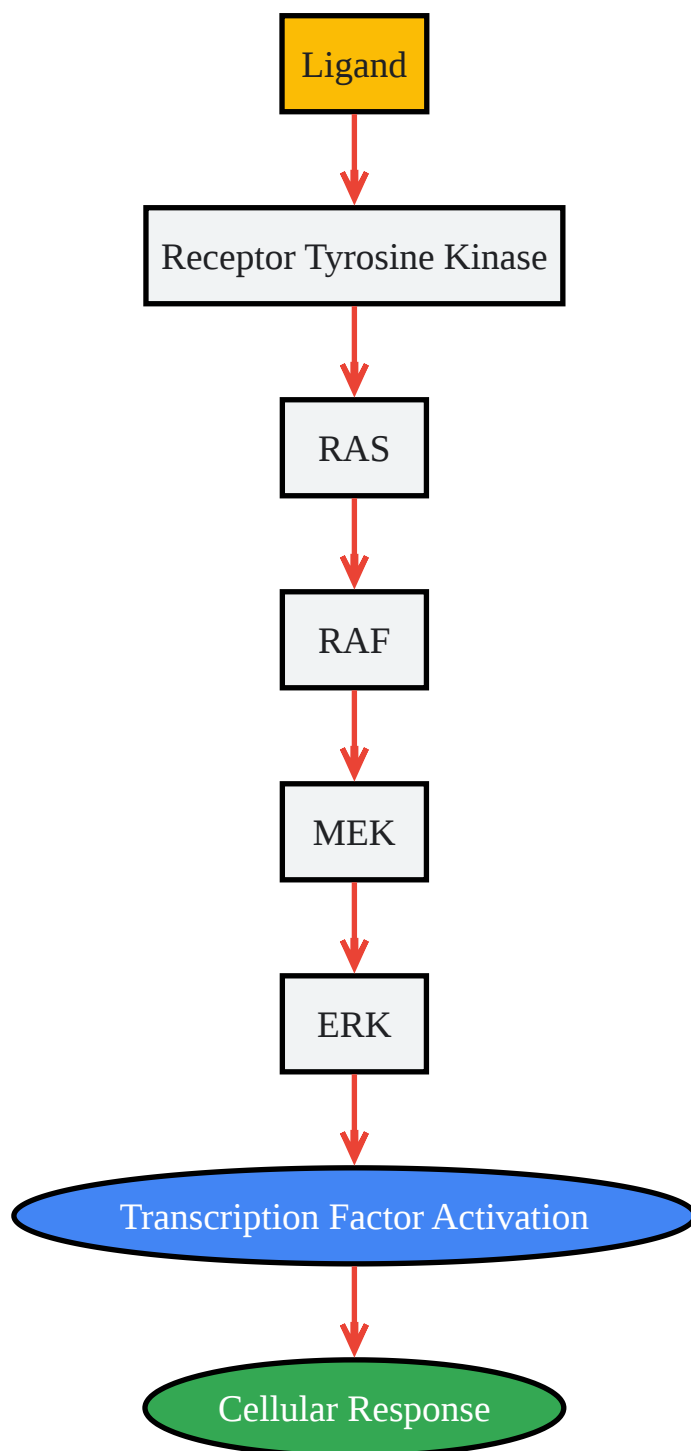 Ligand
Receptor Tyrosine Kinase
RAS
RAF
MEK
ERK
Transcription Factor Activation
Cellular Response